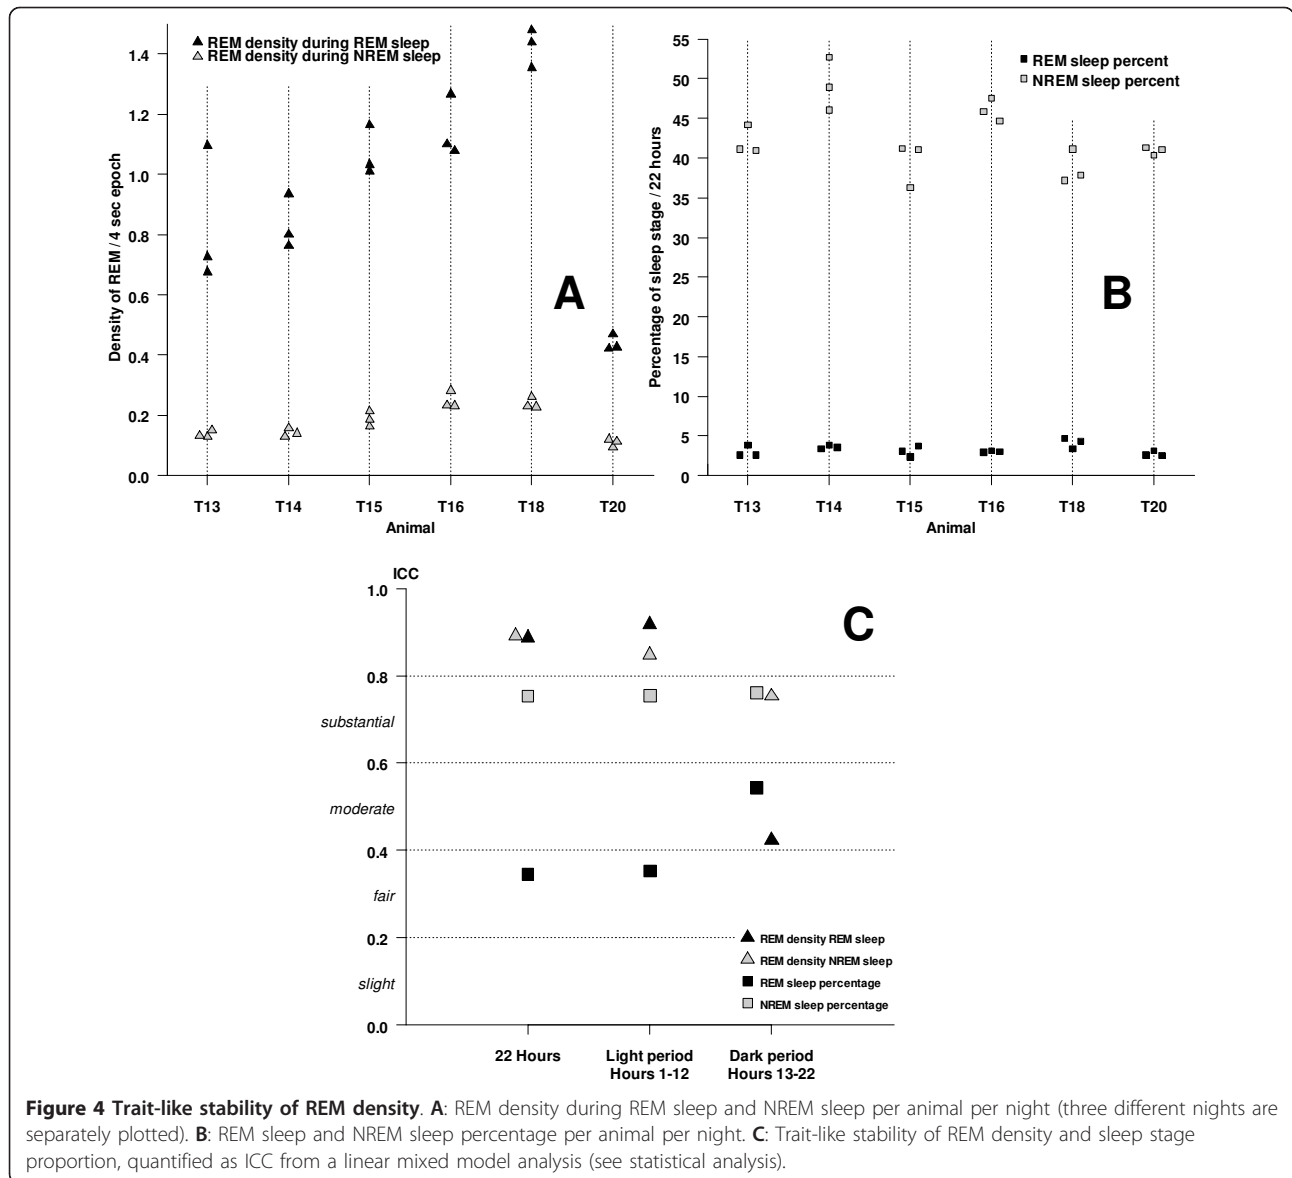 REM density during REM sleep
REM density during NREM sleep
1.4
1.2
1.0
0.8
0.6
0.4
0.2
0.0
Density of REM / 4 sec epoch
A
T13 T14 T15 T16 T18 T20
Animal
REM sleep percent
NREM sleep percent
55
50
45
40
35
30
25
20
15
10
5
0
Percentage of sleep stage / 22 hours
B
T13 T14 T15 T16 T18 T20
Animal
ICC
1.0
C
0.8
substantial
0.6
moderate
0.4
fair
0.2
slight
0.0
REM density REM sleep
REM density NREM sleep
REM sleep percentage
NREM sleep percentage
22 Hours
Light period
Hours 1-12
Dark period
Hours 13-22
Figure 4 Trait-like stability of REM density. A: REM density during REM sleep and NREM sleep per animal per night (three different nights are
separately plotted). B: REM sleep and NREM sleep percentage per animal per night. C: Trait-like stability of REM density and sleep stage
proportion, quantified as ICC from a linear mixed model analysis (see statistical analysis).